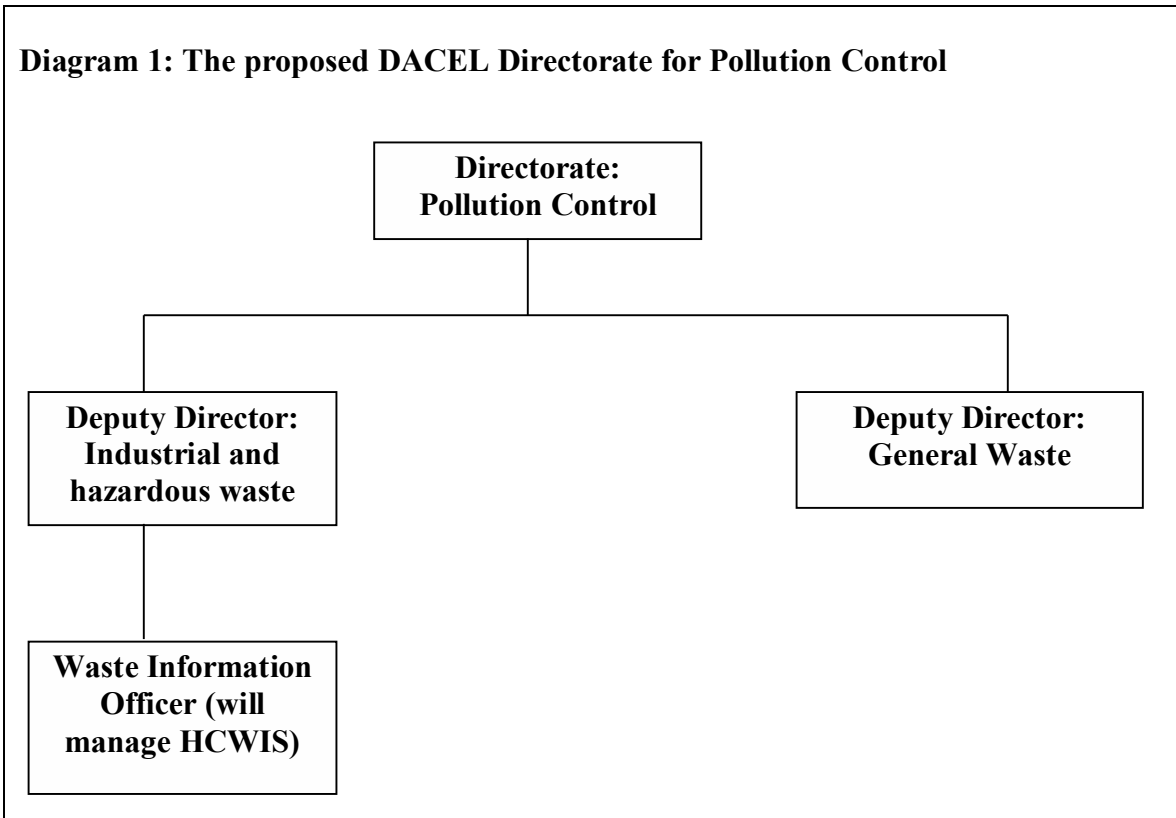 Diagram 1: The proposed DACEL Directorate for Pollution Control
Directorate:
Pollution Control
Deputy Director:
Industrial and
hazardous waste
Deputy Director:
General Waste
Waste Information
Officer (will
manage HCWIS)